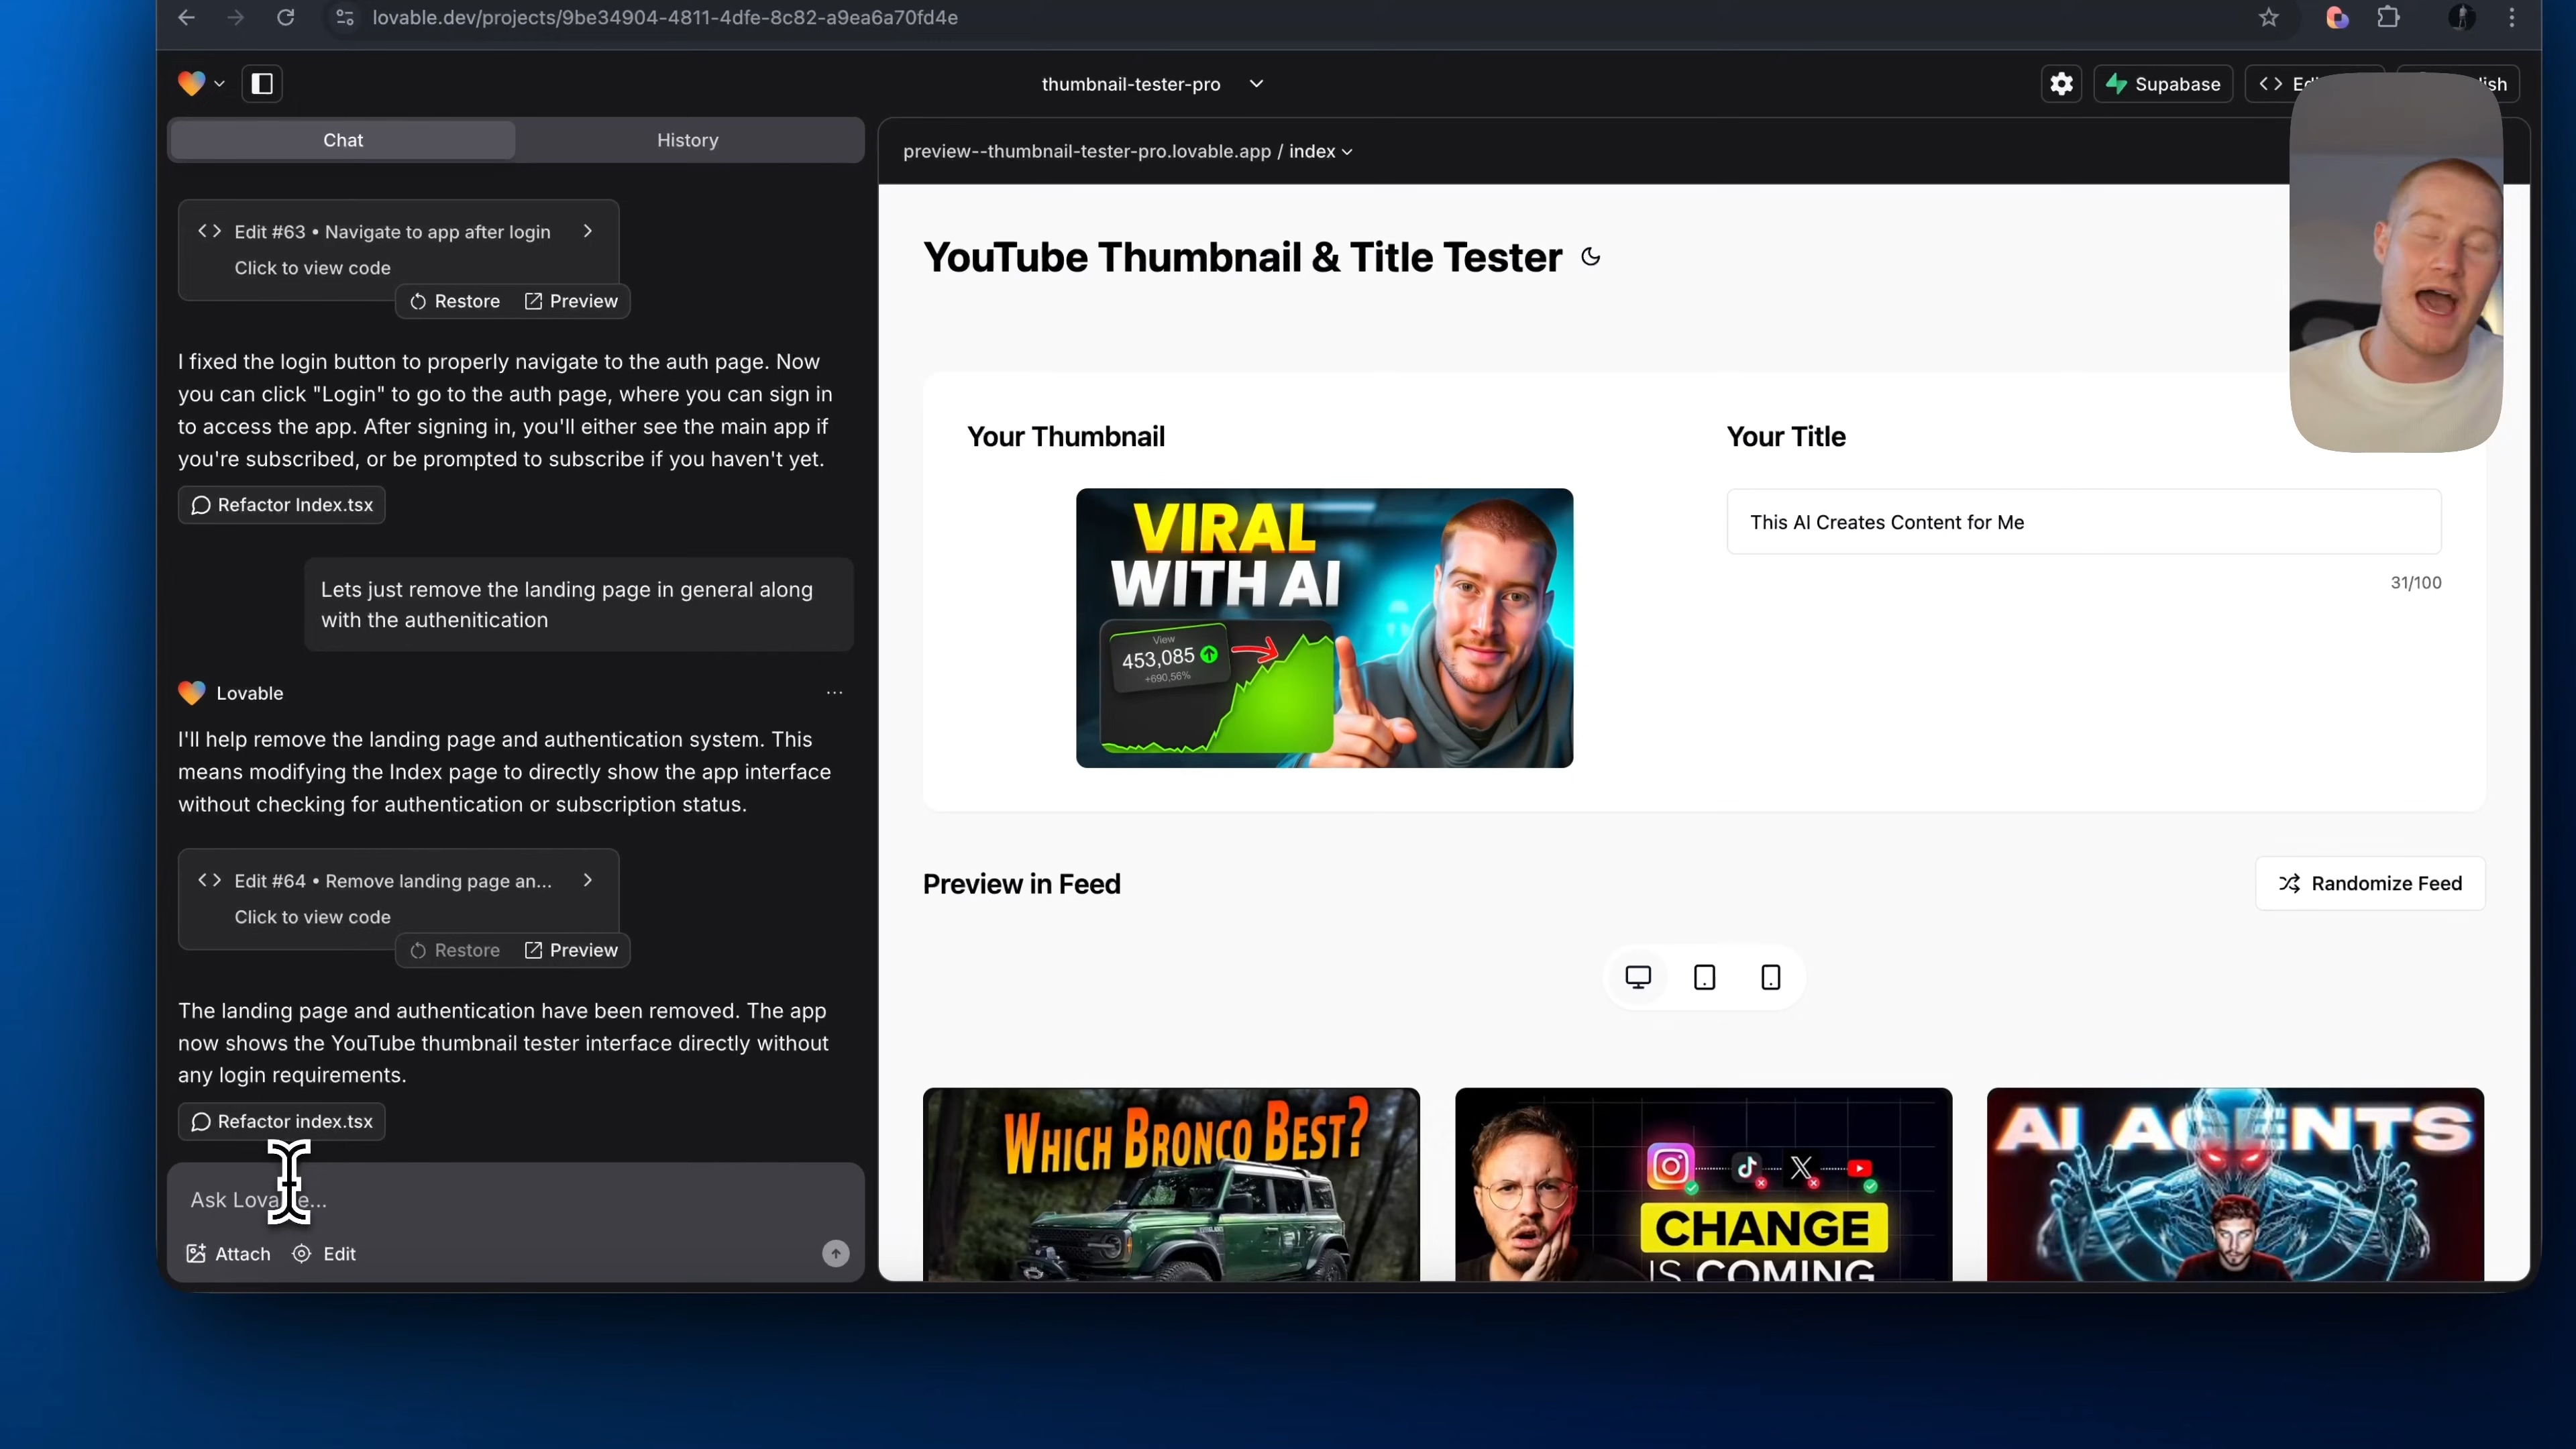 lovable.dev/projects/9be34904-4811-4dfe-8c82-a9ea6a70fd4e
thumbnail-tester-pro
Supabase
Chat
History
preview--thumbnail-tester-pro.lovable.app / index
Edit #63 • Navigate to app after login
Click to view code
Restore
Preview
I fixed the login button to properly navigate to the auth page. Now
you can click "Login" to go to the auth page, where you can sign in
to access the app. After signing in, you'll either see the main app if
you're subscribed, or be prompted to subscribe if you haven't yet.
Refactor Index.tsx
Lets just remove the landing page in general along
with the authenitication
Lovable
I'll help remove the landing page and authentication system. This
means modifying the Index page to directly show the app interface
without checking for authentication or subscription status.
Edit #64 • Remove landing page an...
Click to view code
Restore
Preview
The landing page and authentication have been removed. The app
now shows the YouTube thumbnail tester interface directly without
any login requirements.
Refactor index.tsx
Attach
Edit
YouTube Thumbnail & Title Tester
Your Thumbnail
VIRAL
WITH AI
View
453,085
+690,56%
Your Title
This AI Creates Content for Me
31/100
Preview in Feed
Randomize Feed
WHICH BRONCO BEST?
CHANGE
IS COMING
AI AGENTS